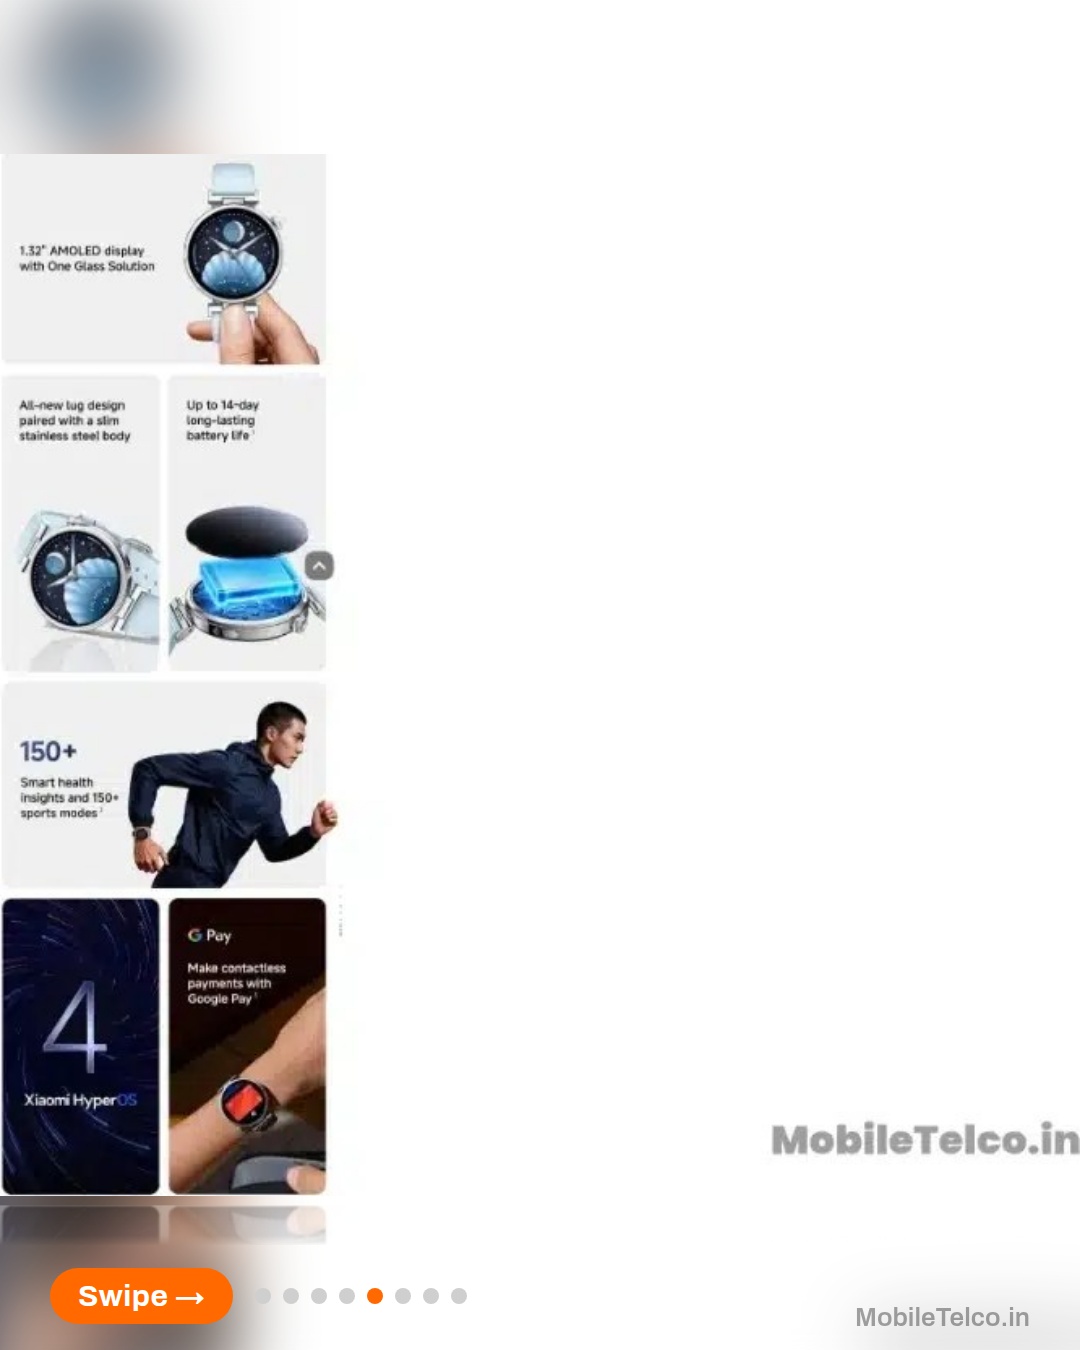 1.32" AMOLED display
with One Glass Solution
All-new lug design
paired with a slim
stainless steel body
Up to 14-day
long-lasting
battery life
150+
Smart health
insights and 150+
sports modes
4
Xiaomi HyperOS
G Pay
Make contactless
payments with
Google Pay
MobileTelco.in
Swipe →
MobileTelco.in